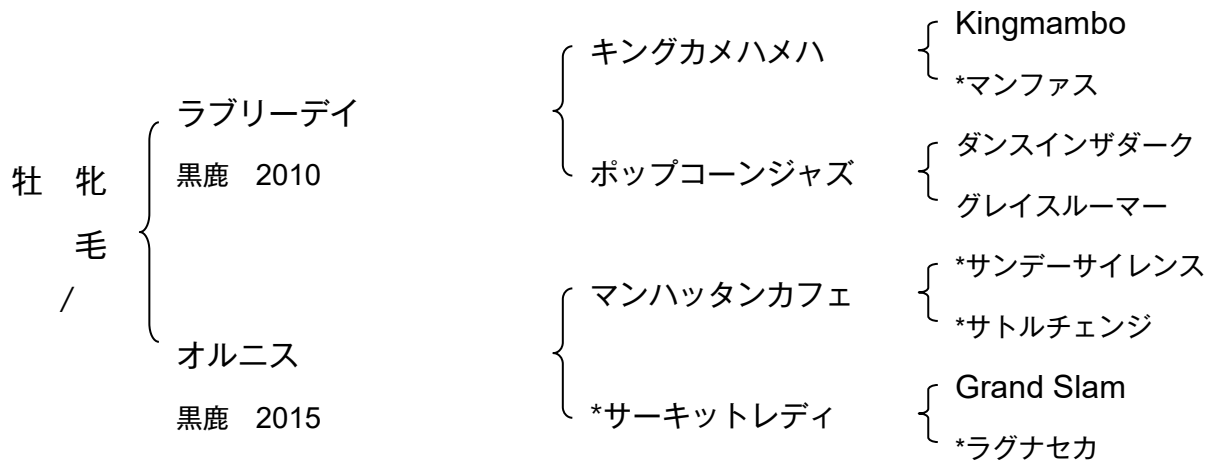 牡 牝
毛
/
ラブリーデイ
黒鹿 2010
オルニス
黒鹿 2015
キングカメハメハ
ポップコーンジャズ
マンハッタンカフェ
*サーキットレディ
Kingmambo
*マンファス
ダンスインザダーク
グレイスルーマー
*サンデーサイレンス
*サトルチェンジ
Grand Slam
*ラグナセカ